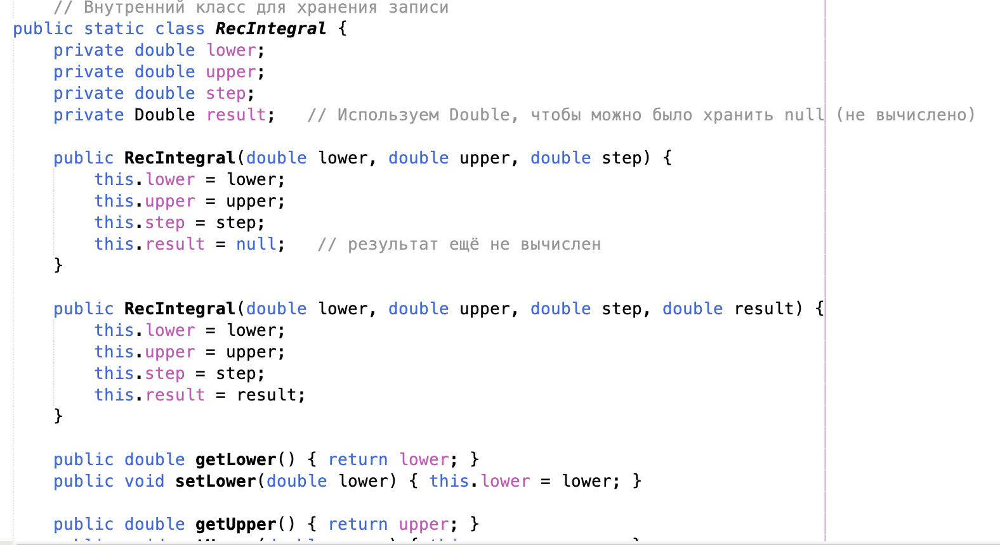 // Внутренний класс для хранения записи
public static class RecIntegral {
    private double lower;
    private double upper;
    private double step;
    private Double result;   // Используем Double, чтобы можно было хранить null (не вычислено)

    public RecIntegral(double lower, double upper, double step) {
        this.lower = lower;
        this.upper = upper;
        this.step = step;
        this.result = null;   // результат ещё не вычислен
    }

    public RecIntegral(double lower, double upper, double step, double result) {
        this.lower = lower;
        this.upper = upper;
        this.step = step;
        this.result = result;
    }

    public double getLower() { return lower; }
    public void setLower(double lower) { this.lower = lower; }

    public double getUpper() { return upper; }